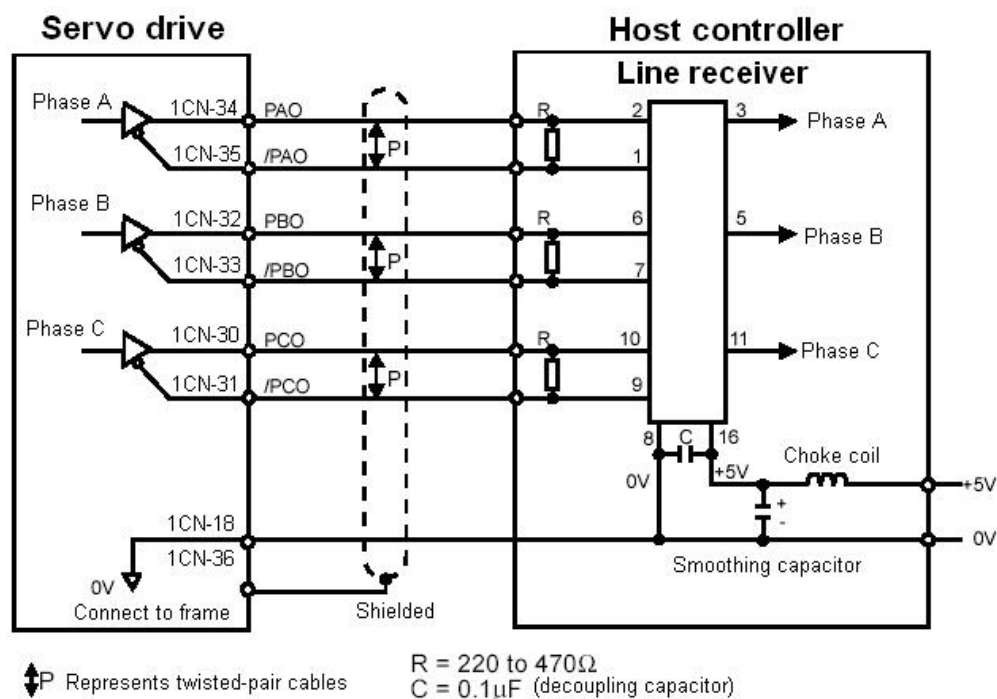 Servo drive
Host controller
Line receiver
Phase A
1CN-34
PAO
R
2
3
Phase A
P
1CN-35
/PAO
1
Phase B
1CN-32
PBO
R
6
5
Phase B
P
1CN-33
/PBO
7
Phase C
1CN-30
PCO
R
10
11
Phase C
P
1CN-31
/PCO
9
8
C
16
Choke coil
0V
+5V
+5V
+
-
1CN-18
0V
1CN-36
Smoothing capacitor
0V
Connect to frame
Shielded
P Represents twisted-pair cables
R = 220 to 470Ω
C = 0.1μF (decoupling capacitor)